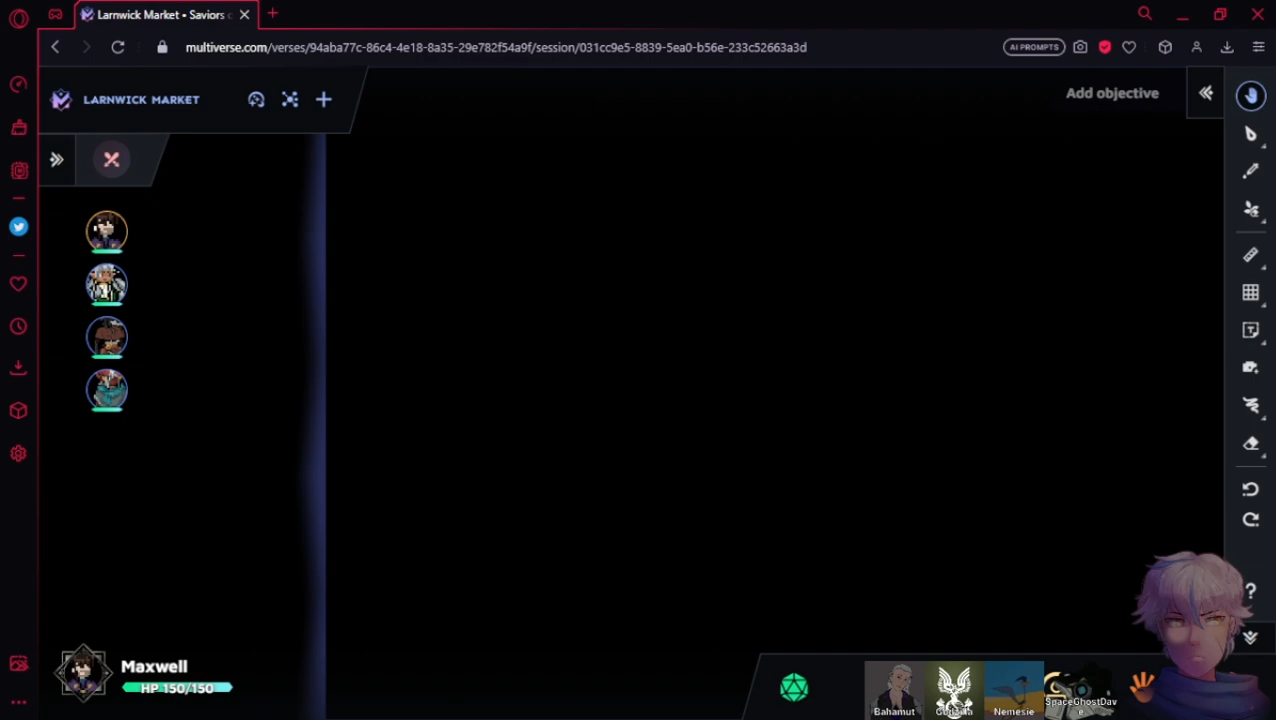 Larnwick Market • Saviors
multiverse.com/verses/94aba77c-86c4-4e18-8a35-29e782f54a9f/session/031cc9e5-8839-5ea0-b56e-233c52663a3d
AI PROMPTS
LARNWICK MARKET
Add objective
T
?
Maxwell
HP 150/150
Bahamut
Nemesie
SpaceGhostDav
e